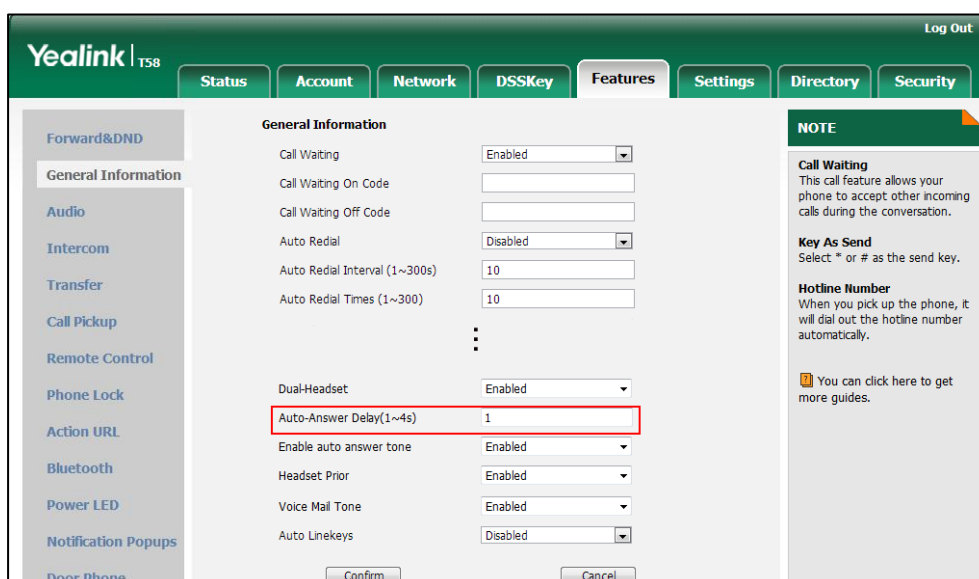 Log Out
Yealink T58
Status Account Network DSSKey Features Settings Directory Security
Forward&DND
General Information
Audio
Intercom
Transfer
Call Pickup
Remote Control
Phone Lock
Action URL
Bluetooth
Power LED
Notification Popups
Door Phone
General Information
Call Waiting Enabled
Call Waiting On Code
Call Waiting Off Code
Auto Redial Disabled
Auto Redial Interval (1~300s) 10
Auto Redial Times (1~300) 10
Dual-Headset Enabled
Auto-Answer Delay(1~4s) 1
Enable auto answer tone Enabled
Headset Prior Enabled
Voice Mail Tone Enabled
Auto Linekeys Disabled
Confirm Cancel
NOTE
Call Waiting
This call feature allows your
phone to accept other incoming
calls during the conversation.
Key As Send
Select * or # as the send key.
Hotline Number
When you pick up the phone, it
will dial out the hotline number
automatically.
You can click here to get
more guides.